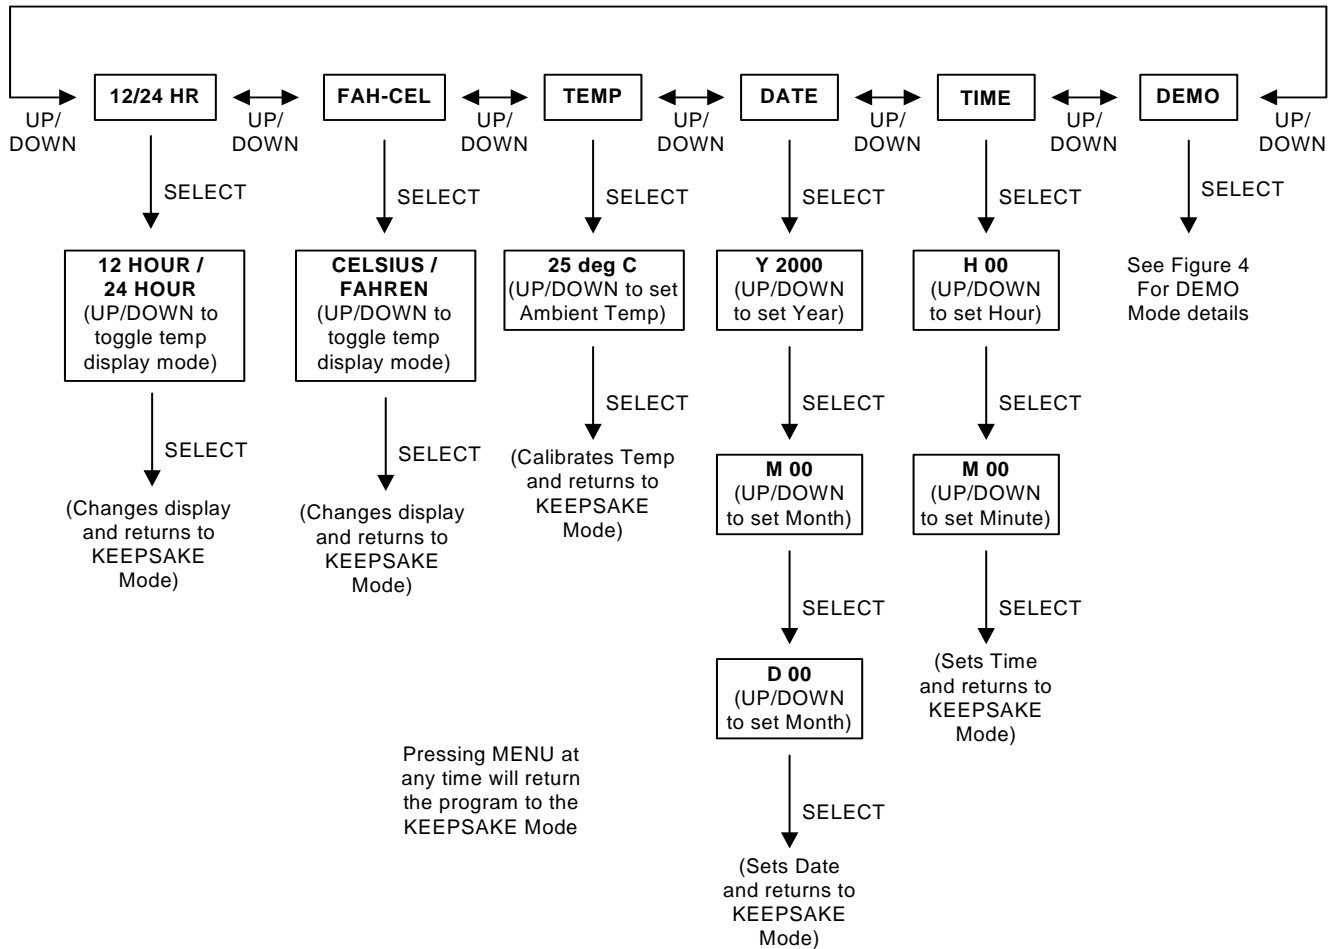 12/24 HR
FAH-CEL
TEMP
DATE
TIME
DEMO
UP/
DOWN
UP/
DOWN
UP/
DOWN
UP/
DOWN
UP/
DOWN
UP/
DOWN
UP/
DOWN
SELECT
SELECT
SELECT
SELECT
SELECT
SELECT
12 HOUR /
24 HOUR
(UP/DOWN to
toggle temp
display mode)
CELSIUS /
FAHREN
(UP/DOWN to
toggle temp
display mode)
25 deg C
(UP/DOWN to set
Ambient Temp)
Y 2000
(UP/DOWN
to set Year)
H 00
(UP/DOWN
to set Hour)
See Figure 4
For DEMO
Mode details
SELECT
SELECT
SELECT
SELECT
SELECT
(Changes display
and returns to
KEEPSAKE
Mode)
(Changes display
and returns to
KEEPSAKE
Mode)
(Calibrates Temp
and returns to
KEEPSAKE
Mode)
M 00
(UP/DOWN
to set Month)
M 00
(UP/DOWN
to set Minute)
SELECT
SELECT
D 00
(UP/DOWN
to set Month)
(Sets Time
and returns to
KEEPSAKE
Mode)
Pressing MENU at
any time will return
the program to the
KEEPSAKE Mode
SELECT
(Sets Date
and returns to
KEEPSAKE
Mode)